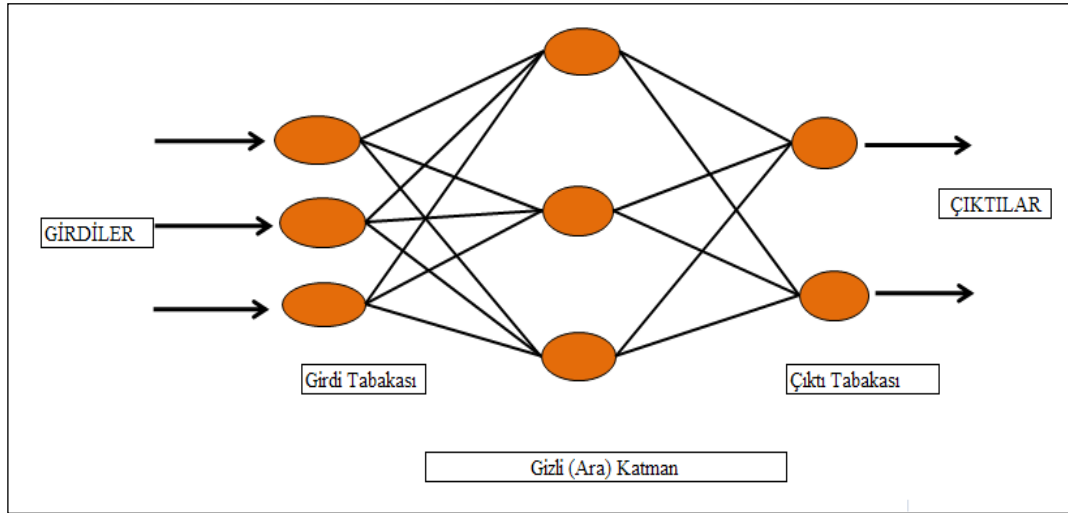 GİRDİLER
ÇIKTILAR
Girdi Tabakası
Çıktı Tabakası
Gizli (Ara) Katman